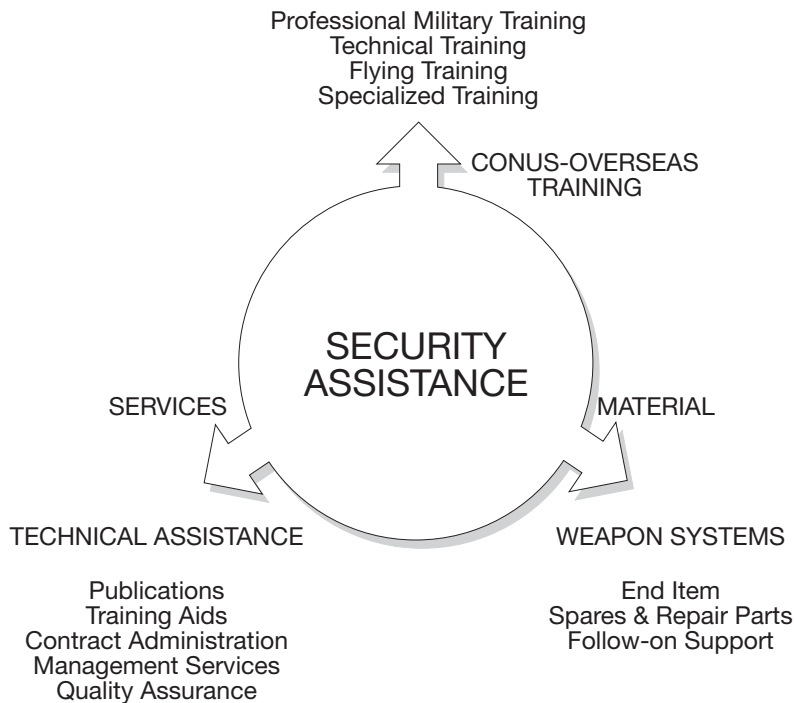 Professional Military Training
Technical Training
Flying Training
Specialized Training
CONUS-OVERSEAS
TRAINING
SECURITY
ASSISTANCE
SERVICES
MATERIAL
TECHNICAL ASSISTANCE
Publications
Training Aids
Contract Administration
Management Services
Quality Assurance
WEAPON SYSTEMS
End Item
Spares & Repair Parts
Follow-on Support